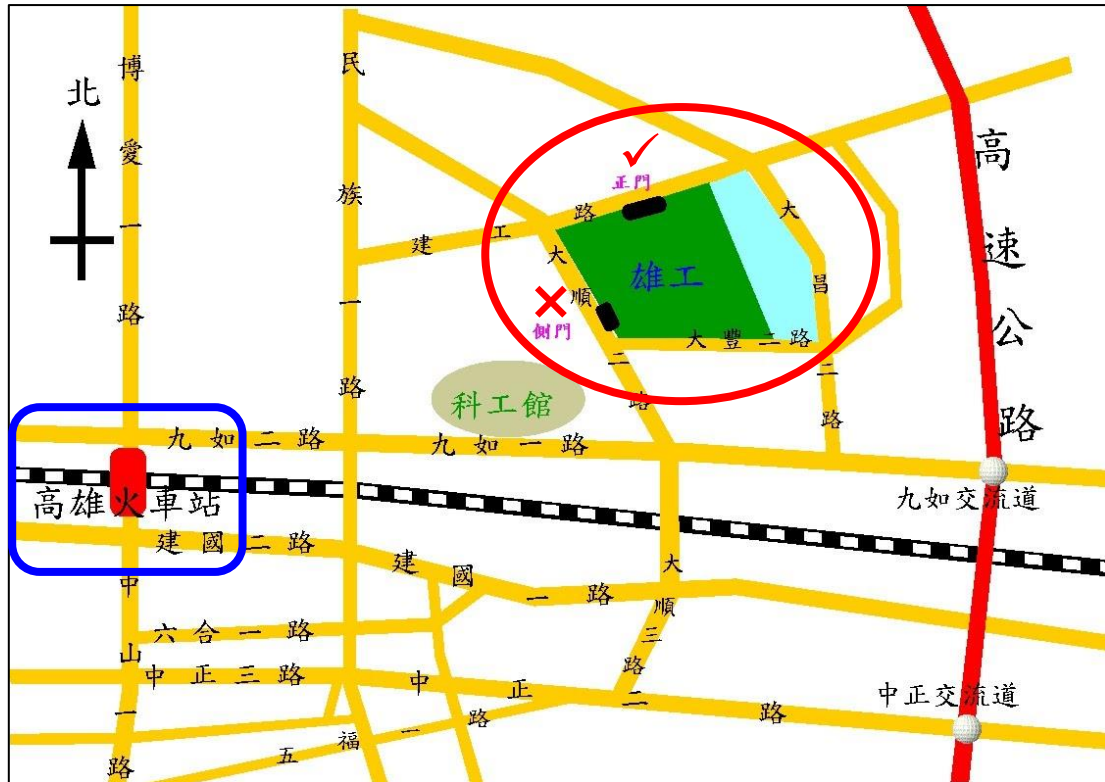 北
博愛一路
民族一路
高速公路
正門
建工路
大順二路
側門
雄工
大昌二路
大豐二路
科工館
九如二路
九如一路
高雄火車站
九如交流道
建國二路
建國一路
大順三路
中山一路
六合一路
中正三路
中正二路
中正交流道
五福一路